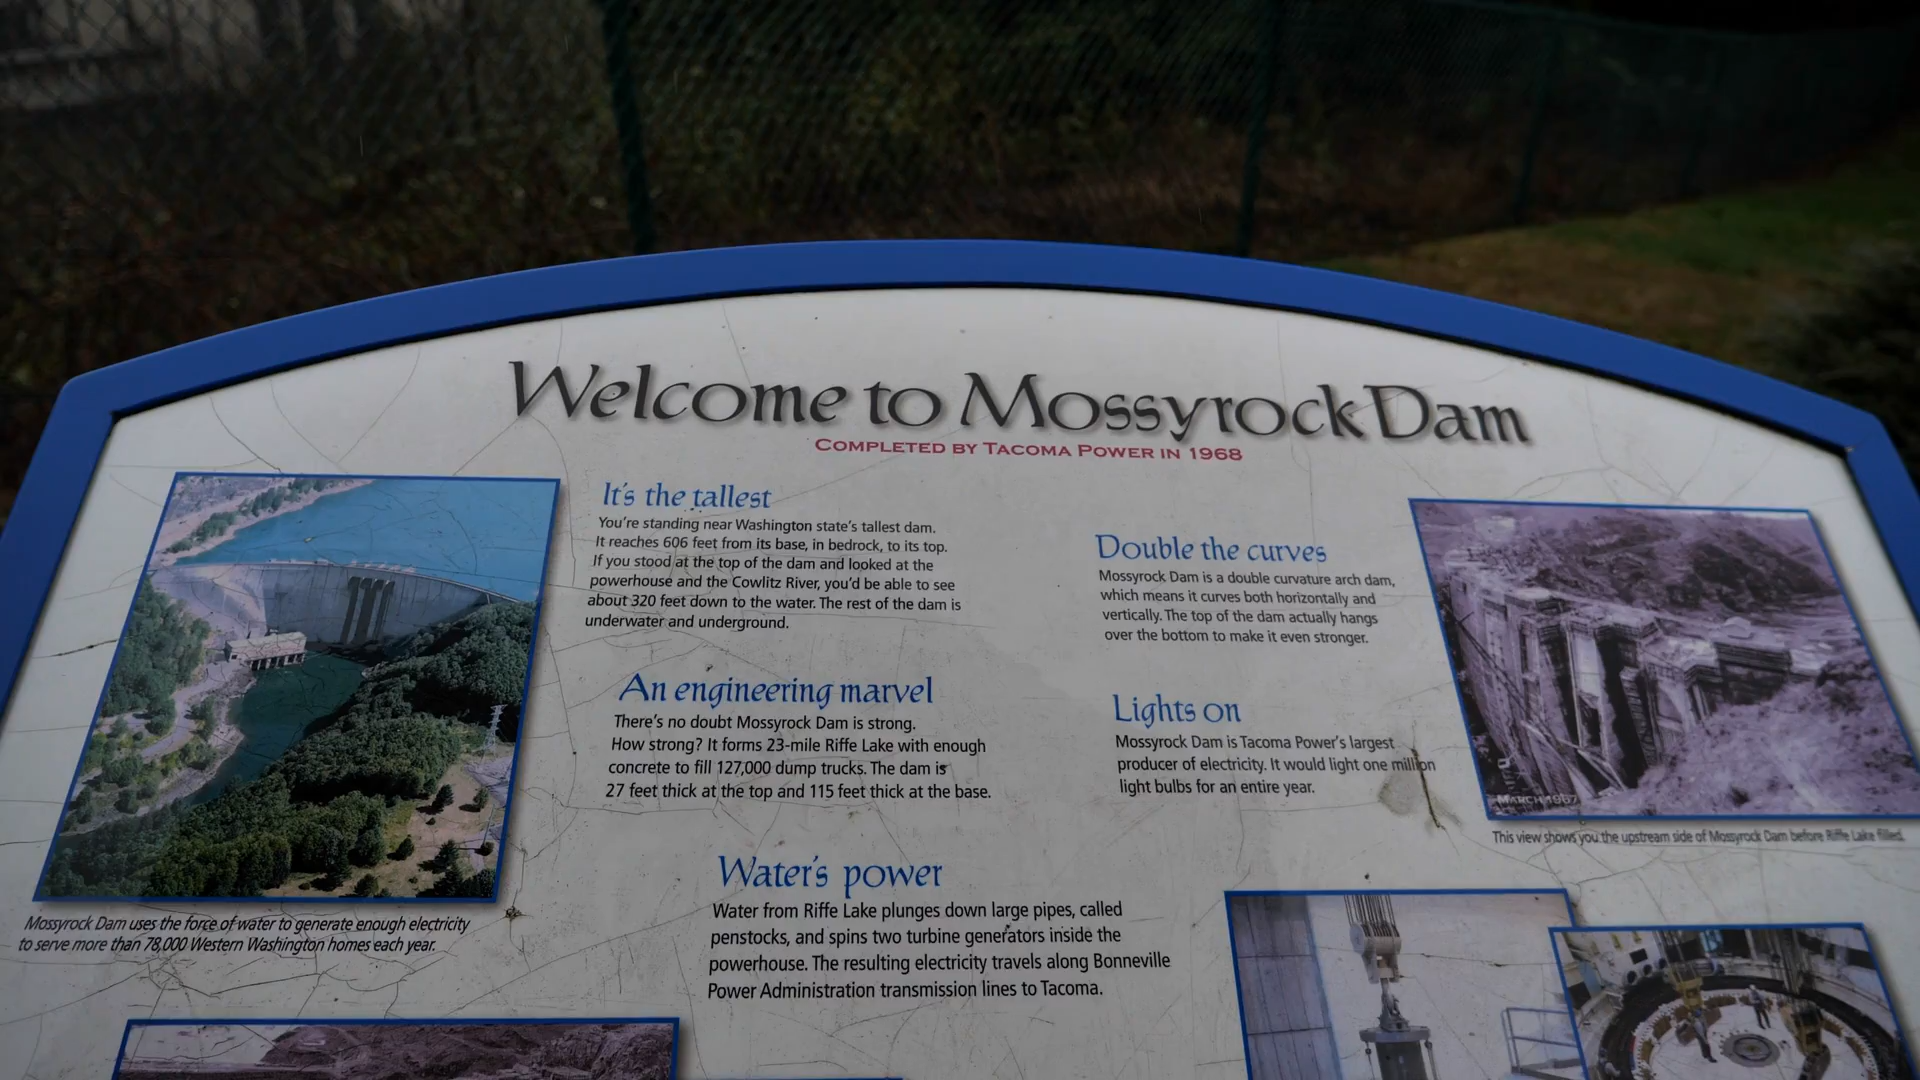 Welcome to Mossyrock Dam
COMPLETED BY TACOMA POWER IN 1968
It's the tallest
You're standing near Washington state's tallest dam.
It reaches 606 feet from its base, in bedrock, to its top.
If you stood at the top of the dam and looked at the
powerhouse and the Cowlitz River, you'd be able to see
about 320 feet down to the water. The rest of the dam is
underwater and underground.
An engineering marvel
There's no doubt Mossyrock Dam is strong.
How strong? It forms 23-mile Riffe Lake with enough
concrete to fill 127,000 dump trucks. The dam is
27 feet thick at the top and 115 feet thick at the base.
Water's power
Water from Riffe Lake plunges down large pipes, called
penstocks, and spins two turbine generators inside the
powerhouse. The resulting electricity travels along Bonneville
Power Administration transmission lines to Tacoma.
Double the curves
Mossyrock Dam is a double curvature arch dam,
which means it curves both horizontally and
vertically. The top of the dam actually hangs
over the bottom to make it even stronger.
Lights on
Mossyrock Dam is Tacoma Power's largest
producer of electricity. It would light one million
light bulbs for an entire year.
Mossyrock Dam uses the force of water to generate enough electricity
to serve more than 78,000 Western Washington homes each year.
MARCH 1967
This view shows you the upstream side of Mossyrock Dam before Riffe Lake filled.